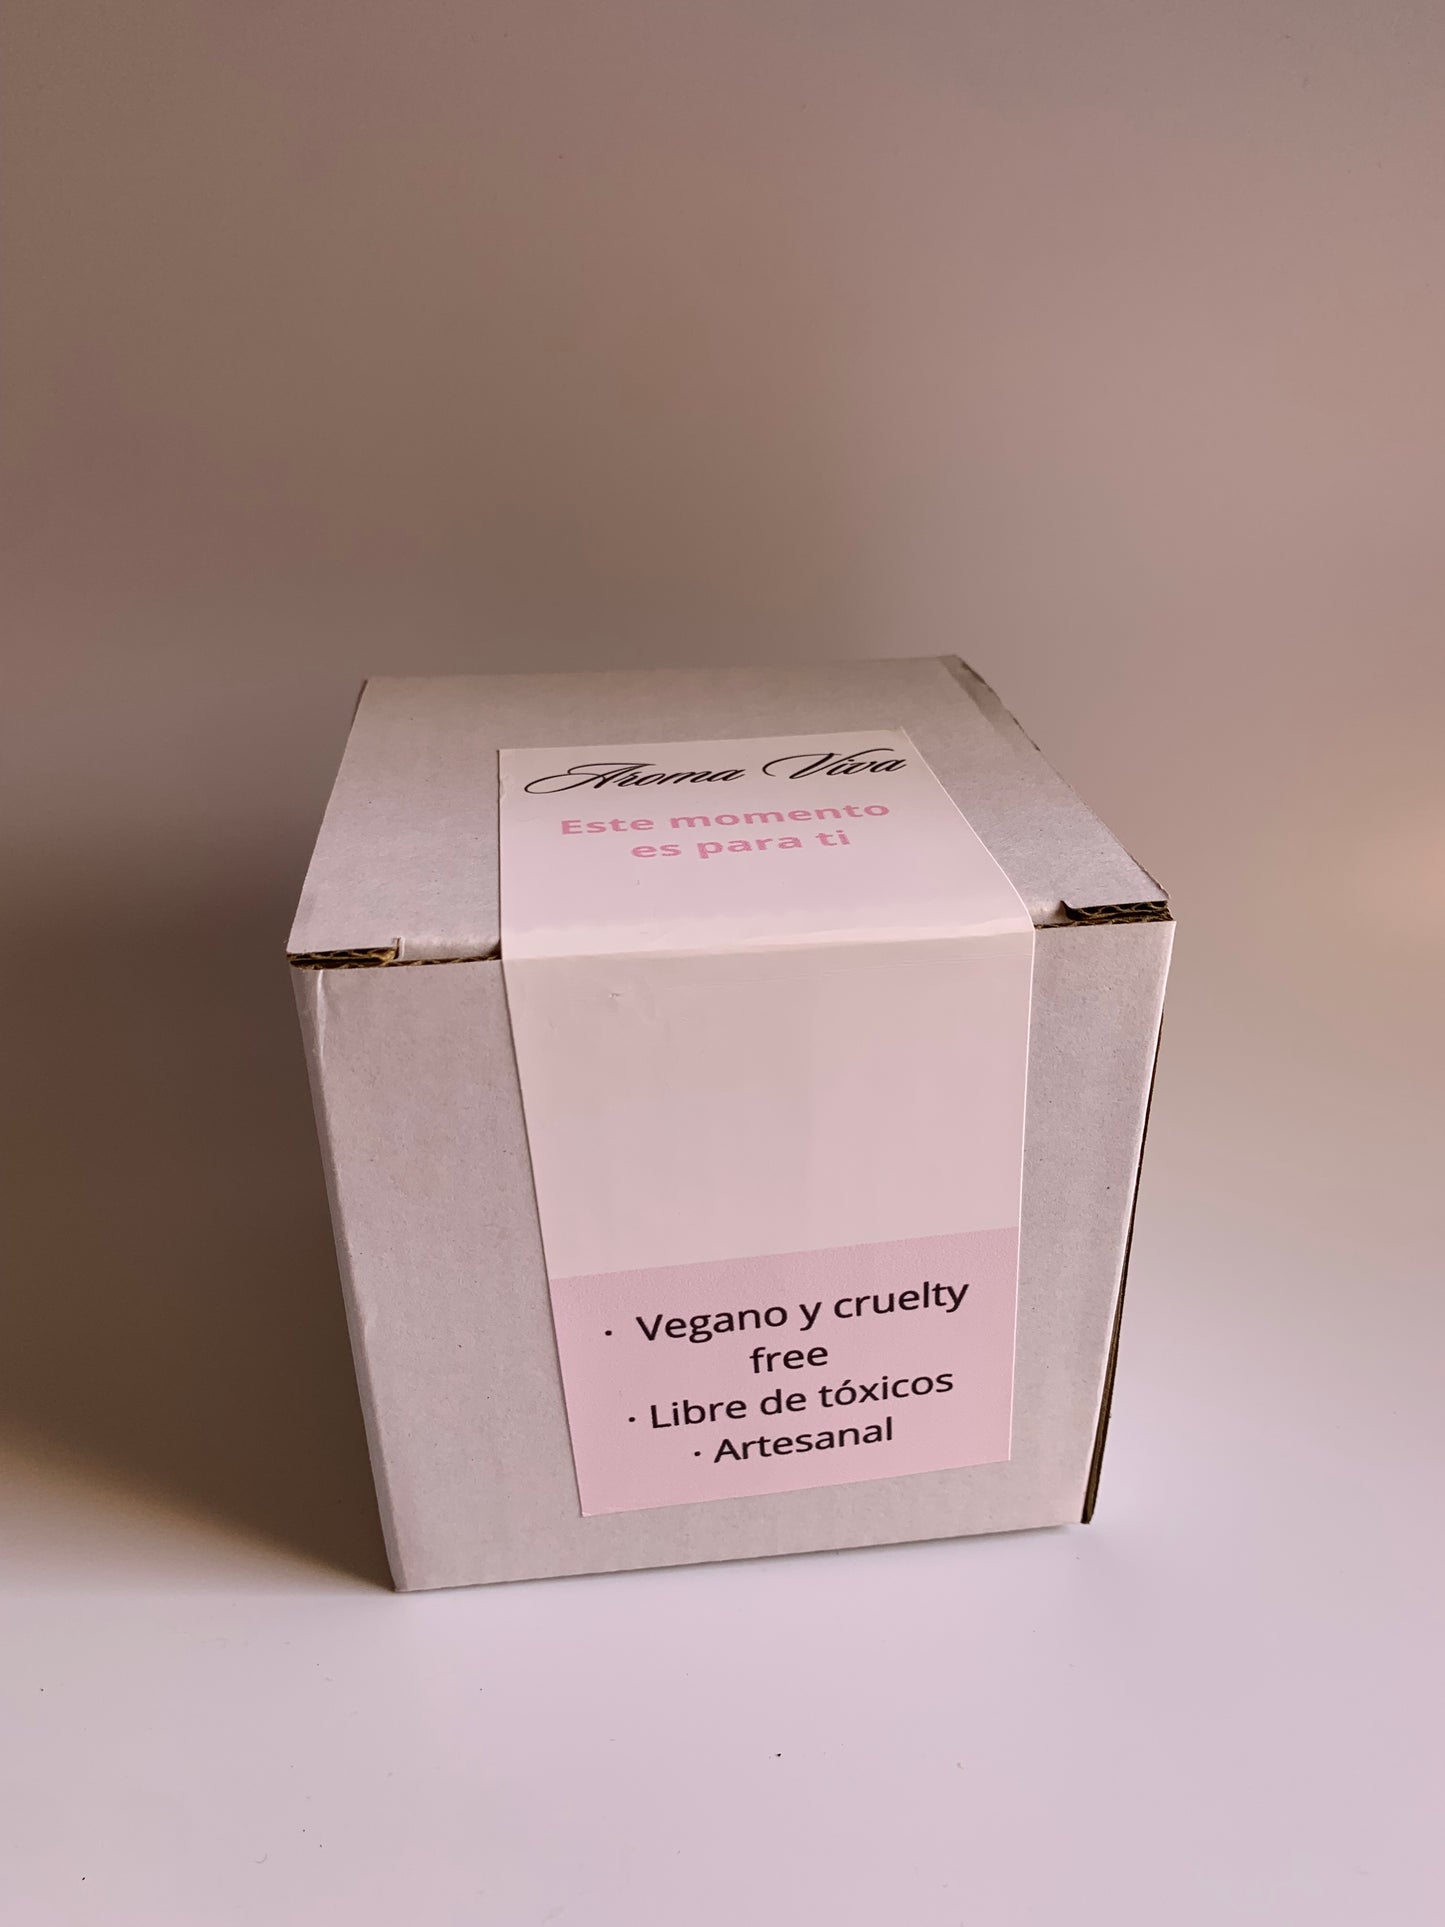 Aroma Viva
Este momento
es para ti
· Vegano y cruelty
free
· Libre de tóxicos
· Artesanal